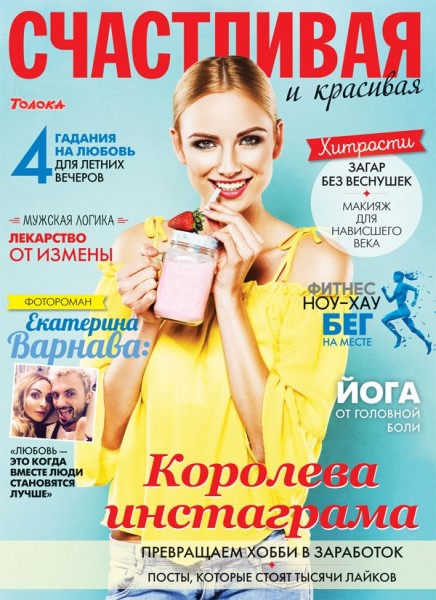 СЧАСТЛИВАЯ
и красивая
Толока
4 ГАДАНИЯ
НА ЛЮБОВЬ
ДЛЯ ЛЕТНИХ
ВЕЧЕРОВ
МУЖСКАЯ ЛОГИКА
ЛЕКАРСТВО
ОТ ИЗМЕНЫ
ФОТОРОМАН
Екатерина
Варнава:
«ЛЮБОВЬ —
ЭТО КОГДА
ВМЕСТЕ ЛЮДИ
СТАНОВЯТСЯ
ЛУЧШЕ»
Хитрости
ЗАГАР
БЕЗ ВЕСНУШЕК
МАКИЯЖ
ДЛЯ
НАВИСШЕГО
ВЕКА
ФИТНЕС
НОУ-ХАУ
БЕГ
НА МЕСТЕ
ЙОГА
ОТ ГОЛОВНОЙ
БОЛИ
Королева
инстаграма
ПРЕВРАЩАЕМ ХОББИ В ЗАРАБОТОК
ПОСТЫ, КОТОРЫЕ СТОЯТ ТЫСЯЧИ ЛАЙКОВ